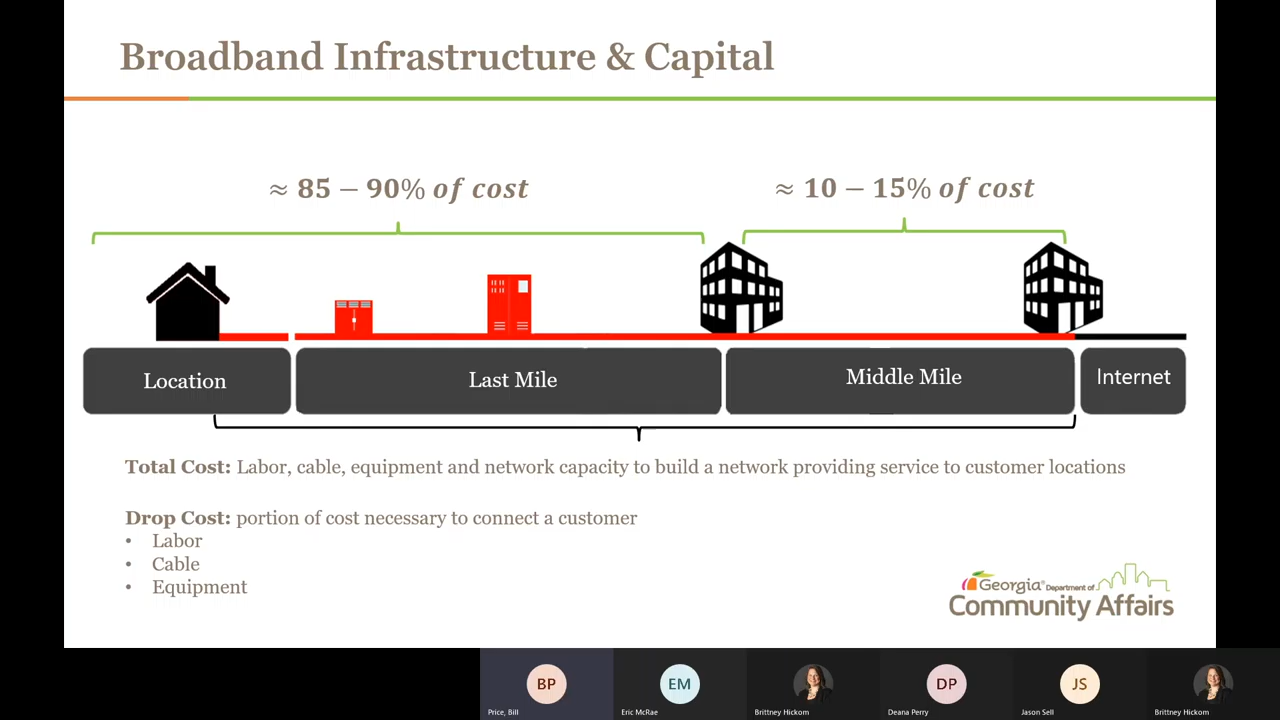 Broadband Infrastructure & Capital
≈ 85 – 90% of cost
≈ 10 – 15% of cost
Location
Last Mile
Middle Mile
Internet
Total Cost: Labor, cable, equipment and network capacity to build a network providing service to customer locations
Drop Cost: portion of cost necessary to connect a customer
• Labor
• Cable
• Equipment
Georgia® Department of
Community Affairs
BP
EM
DP
JS
Price, Bill
Eric McRae
Brittney Hickom
Deana Perry
Jason Sell
Brittney Hickom